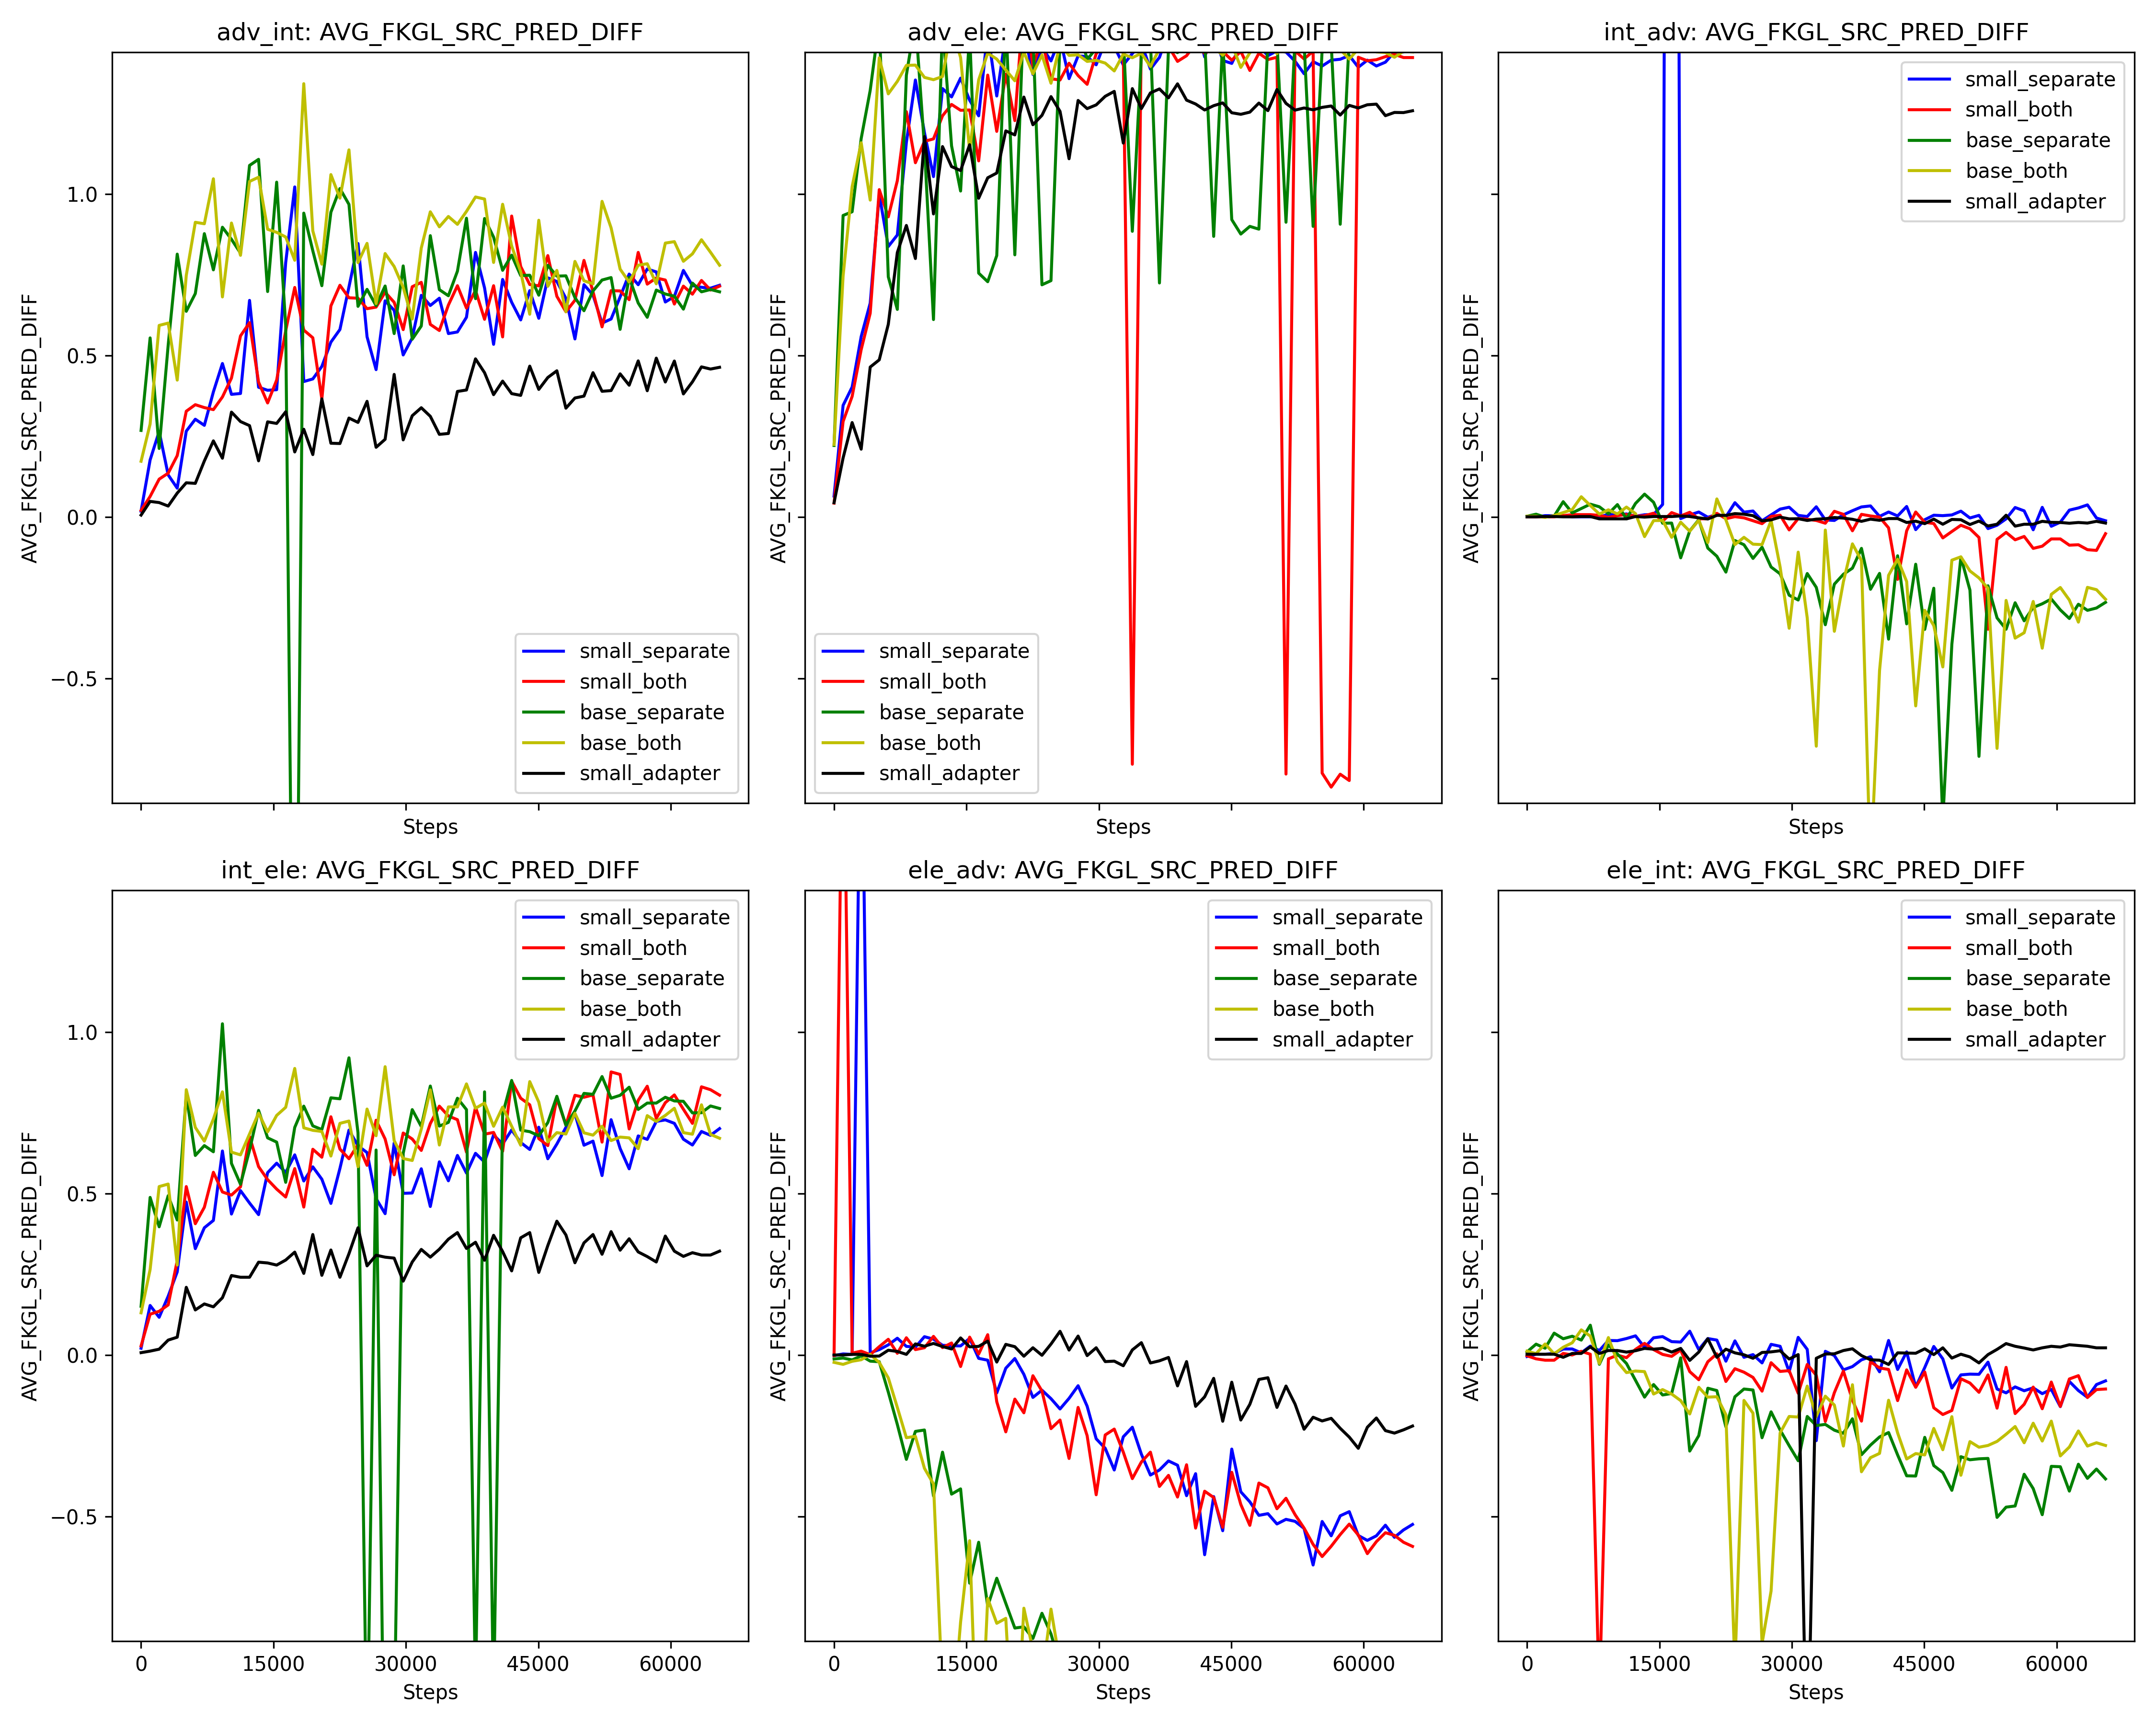 adv_int: AVG_FKGL_SRC_PRED_DIFF
AVG_FKGL_SRC_PRED_DIFF
1.0
0.5
0.0
−0.5
small_separate
small_both
base_separate
base_both
small_adapter
Steps
adv_ele: AVG_FKGL_SRC_PRED_DIFF
AVG_FKGL_SRC_PRED_DIFF
small_separate
small_both
base_separate
base_both
small_adapter
Steps
int_adv: AVG_FKGL_SRC_PRED_DIFF
AVG_FKGL_SRC_PRED_DIFF
small_separate
small_both
base_separate
base_both
small_adapter
Steps
int_ele: AVG_FKGL_SRC_PRED_DIFF
AVG_FKGL_SRC_PRED_DIFF
1.0
0.5
0.0
−0.5
small_separate
small_both
base_separate
base_both
small_adapter
0 15000 30000 45000 60000
Steps
ele_adv: AVG_FKGL_SRC_PRED_DIFF
AVG_FKGL_SRC_PRED_DIFF
small_separate
small_both
base_separate
base_both
small_adapter
0 15000 30000 45000 60000
Steps
ele_int: AVG_FKGL_SRC_PRED_DIFF
AVG_FKGL_SRC_PRED_DIFF
small_separate
small_both
base_separate
base_both
small_adapter
0 15000 30000 45000 60000
Steps